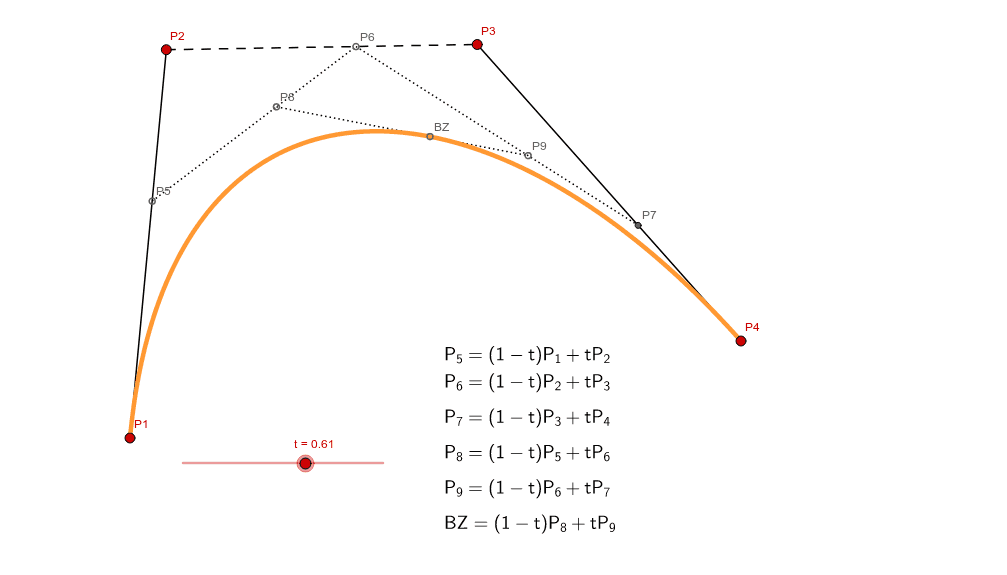 P2
P6
P3
P8
BZ
P9
P5
P7
P4
P₅ = (1 − t)P₁ + tP₂
P₆ = (1 − t)P₂ + tP₃
P₇ = (1 − t)P₃ + tP₄
P1
t = 0.61
P₈ = (1 − t)P₅ + tP₆
P₉ = (1 − t)P₆ + tP₇
BZ = (1 − t)P₈ + tP₉